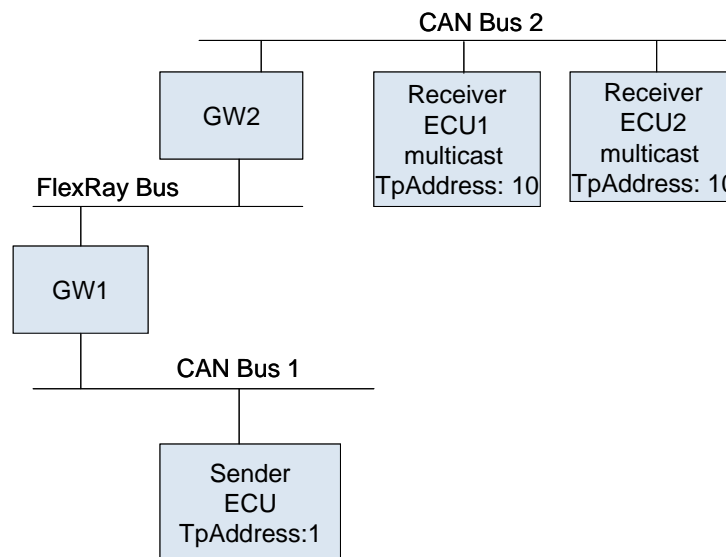 CAN Bus 2
GW2
Receiver
ECU1
multicast
TpAddress: 10
Receiver
ECU2
multicast
TpAddress: 10
FlexRay Bus
GW1
CAN Bus 1
Sender
ECU
TpAddress:1